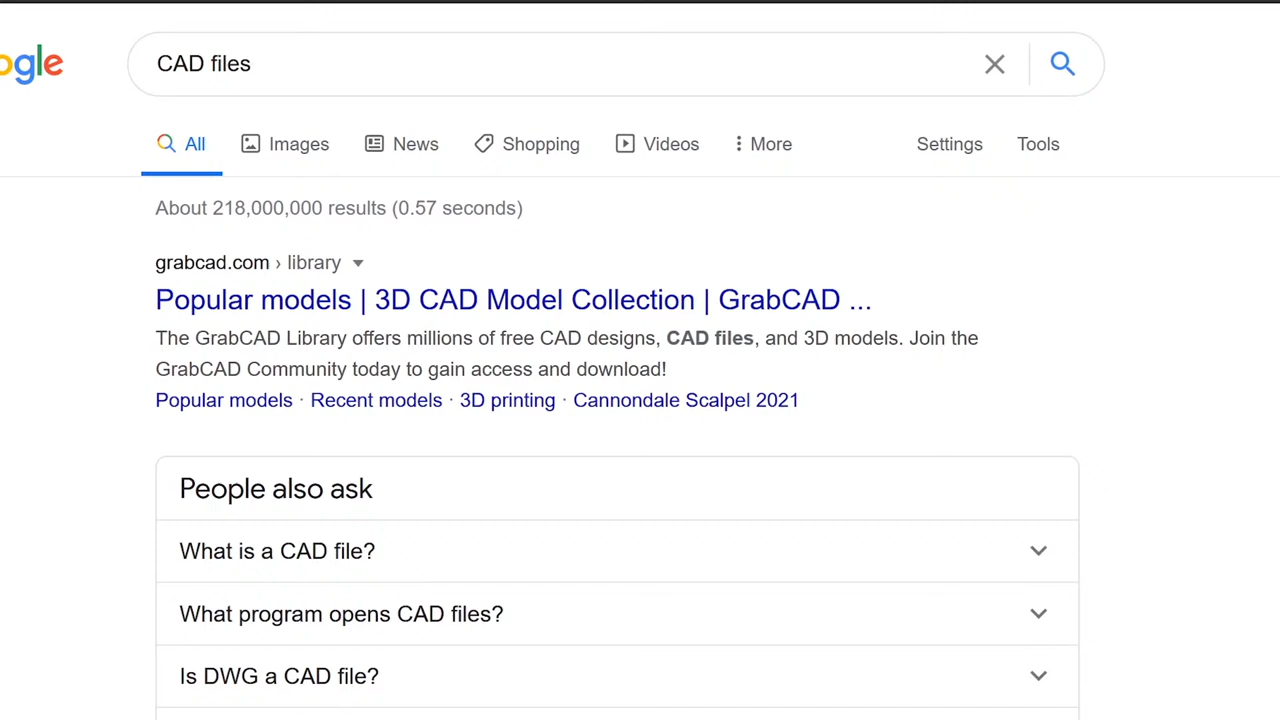 ogle
CAD files
All Images News Shopping Videos More Settings Tools
About 218,000,000 results (0.57 seconds)
grabcad.com › library
Popular models | 3D CAD Model Collection | GrabCAD ...
The GrabCAD Library offers millions of free CAD designs, CAD files, and 3D models. Join the
GrabCAD Community today to gain access and download!
Popular models · Recent models · 3D printing · Cannondale Scalpel 2021
People also ask
What is a CAD file?
What program opens CAD files?
Is DWG a CAD file?